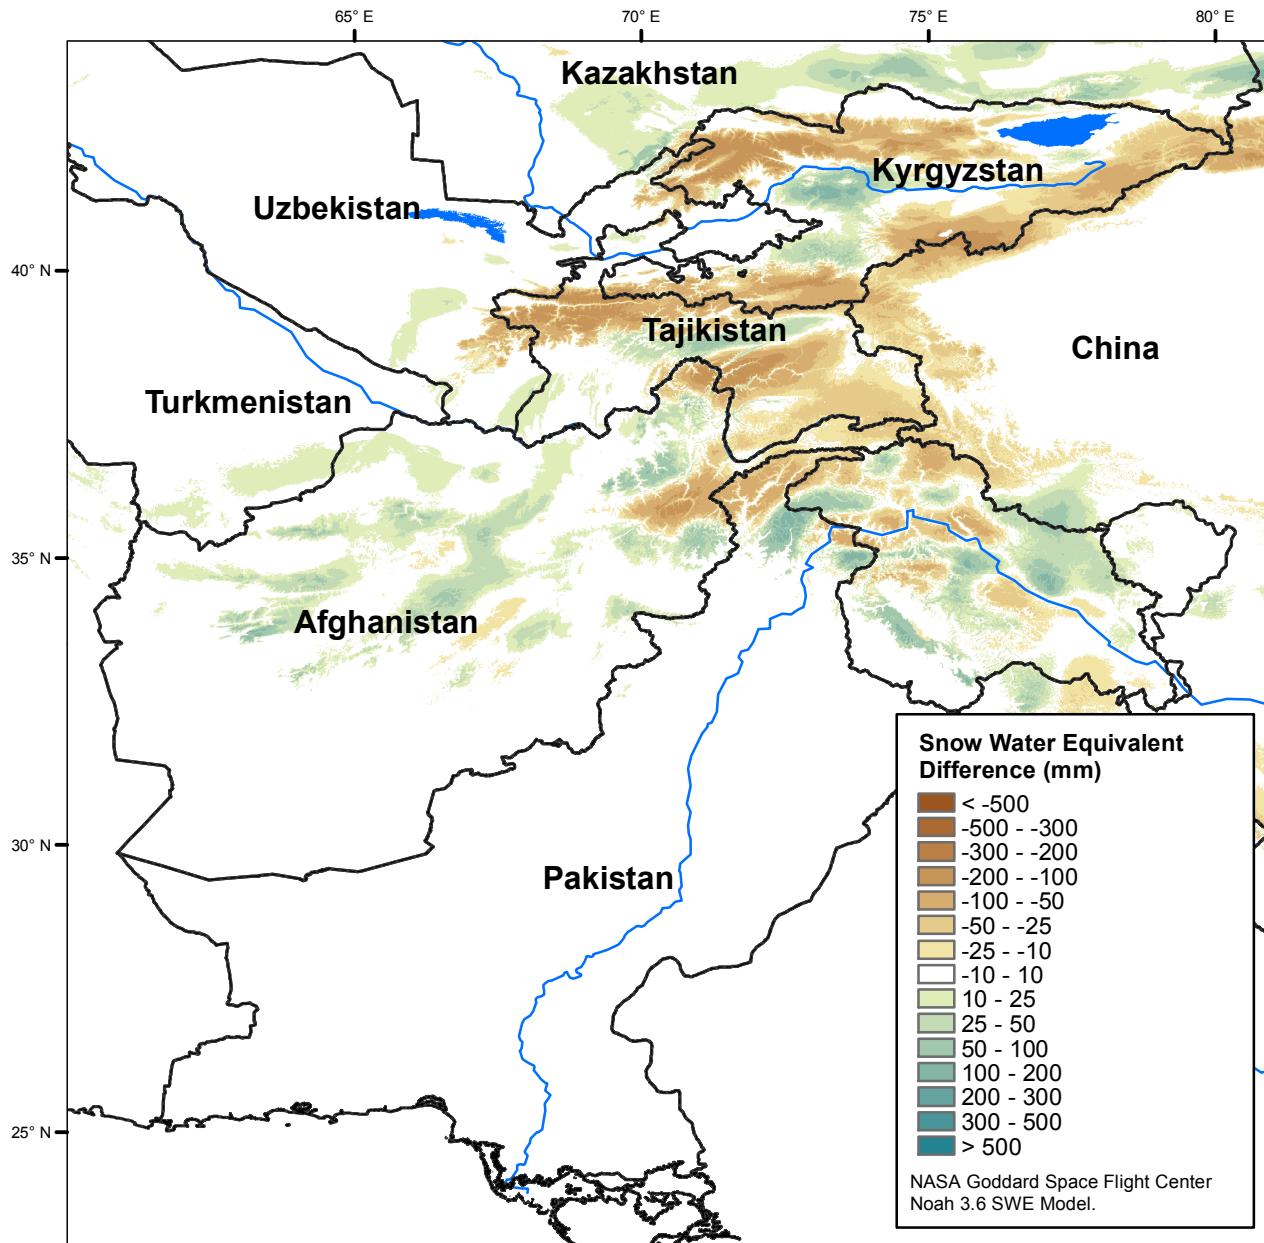 65° E
70° E
75° E
80° E
Kazakhstan
Kyrgyzstan
Uzbekistan
40° N
Tajikistan
China
Turkmenistan
35° N
Afghanistan
30° N
Pakistan
25° N
Snow Water Equivalent
Difference (mm)
< -500
-500 - -300
-300 - -200
-200 - -100
-100 - -50
-50 - -25
-25 - -10
-10 - 10
10 - 25
25 - 50
50 - 100
100 - 200
200 - 300
300 - 500
> 500
NASA Goddard Space Flight Center
Noah 3.6 SWE Model.